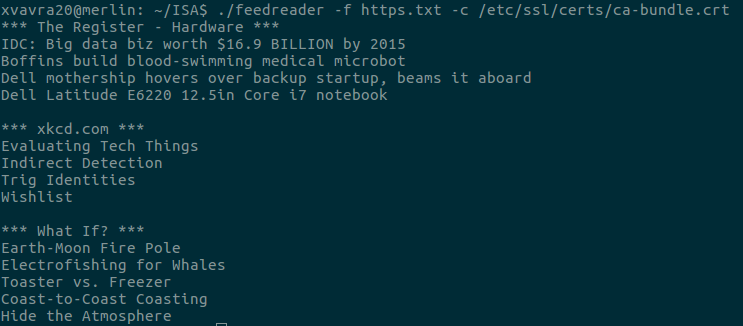 xvavra20@merlin: ~/ISA$ ./feedreader -f https.txt -c /etc/ssl/certs/ca-bundle.crt
*** The Register - Hardware ***
IDC: Big data biz worth $16.9 BILLION by 2015
Boffins build blood-swimming medical microbot
Dell mothership hovers over backup startup, beams it aboard
Dell Latitude E6220 12.5in Core i7 notebook

*** xkcd.com ***
Evaluating Tech Things
Indirect Detection
Trig Identities
Wishlist

*** What If? ***
Earth-Moon Fire Pole
Electrofishing for Whales
Toaster vs. Freezer
Coast-to-Coast Coasting
Hide the Atmosphere